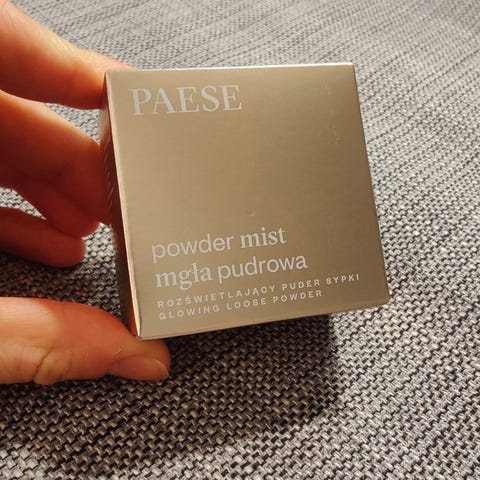 PAESE
powder mist
mgła pudrowa
ROZŚWIETLAJĄCY PUDER SYPKI
GLOWING LOOSE POWDER